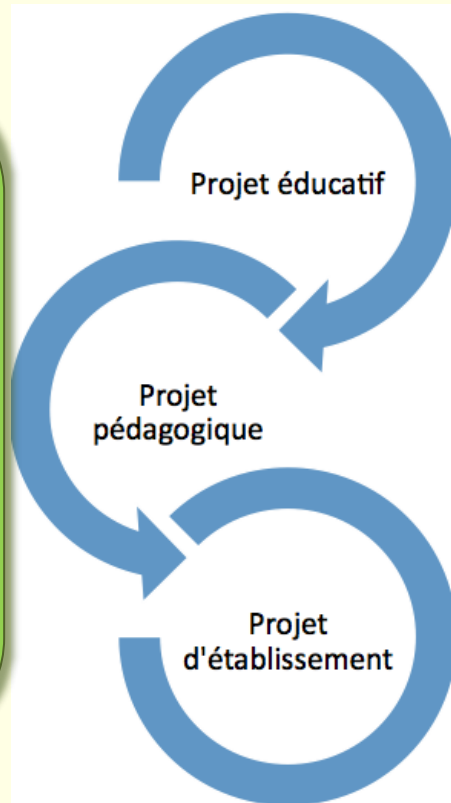 Projet éducatif
Projet
pédagogique
Projet
d'établissement